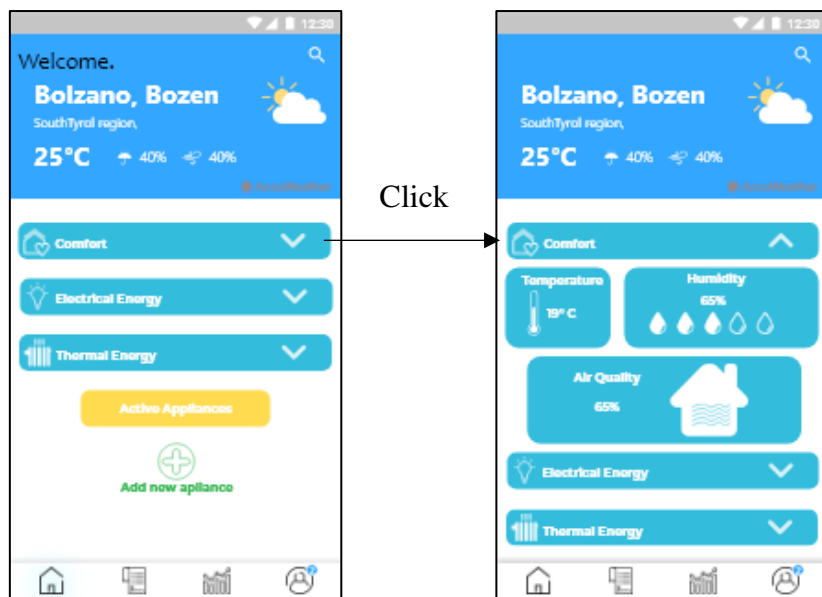 12:30
Welcome.
Bolzano, Bozen
SouthTyrol region,
25°C 40% 40%
AccuWeather
Comfort
Electrical Energy
Thermal Energy
Active Appliances
Add new apliance
Click
12:30
Bolzano, Bozen
SouthTyrol region,
25°C 40% 40%
AccuWeather
Comfort
Temperature
19° C
Humidity
65%
Air Quality
65%
Electrical Energy
Thermal Energy